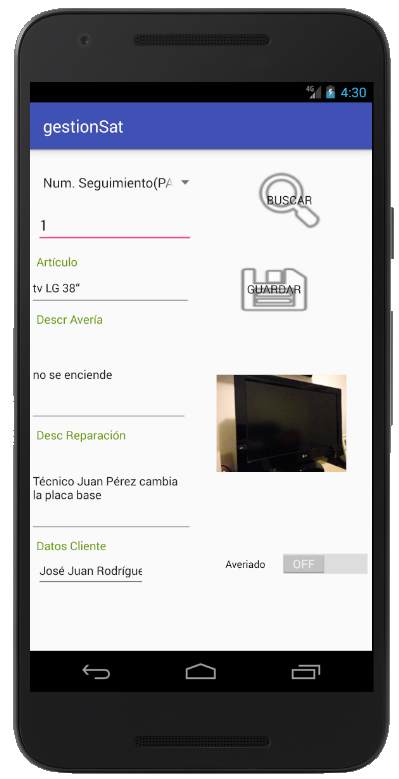 4G 4:30
gestionSat
Num. Seguimiento(PA
BUSCAR
1
Artículo
GUARDAR
tv LG 38“
Descr Avería
no se enciende
Desc Reparación
Técnico Juan Pérez cambia
la placa base
Datos Cliente
Averiado OFF
José Juan Rodrígue